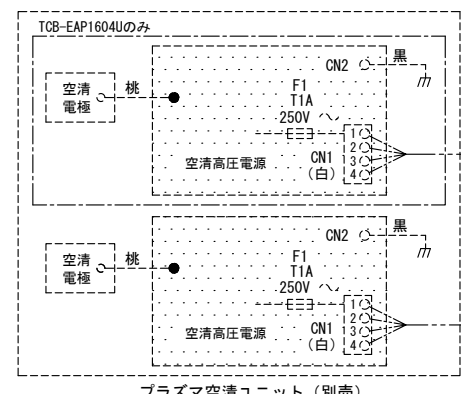 TCB-EAP1604Uのみ
CN2 黒
空清
電極
桃
F1
T1A
250V ～
空清高圧電源
CN1
(白)
1
2
3
4
CN2 黒
空清
電極
桃
F1
T1A
250V ～
空清高圧電源
CN1
(白)
1
2
3
4
プラズマ空清ユニット（別売）